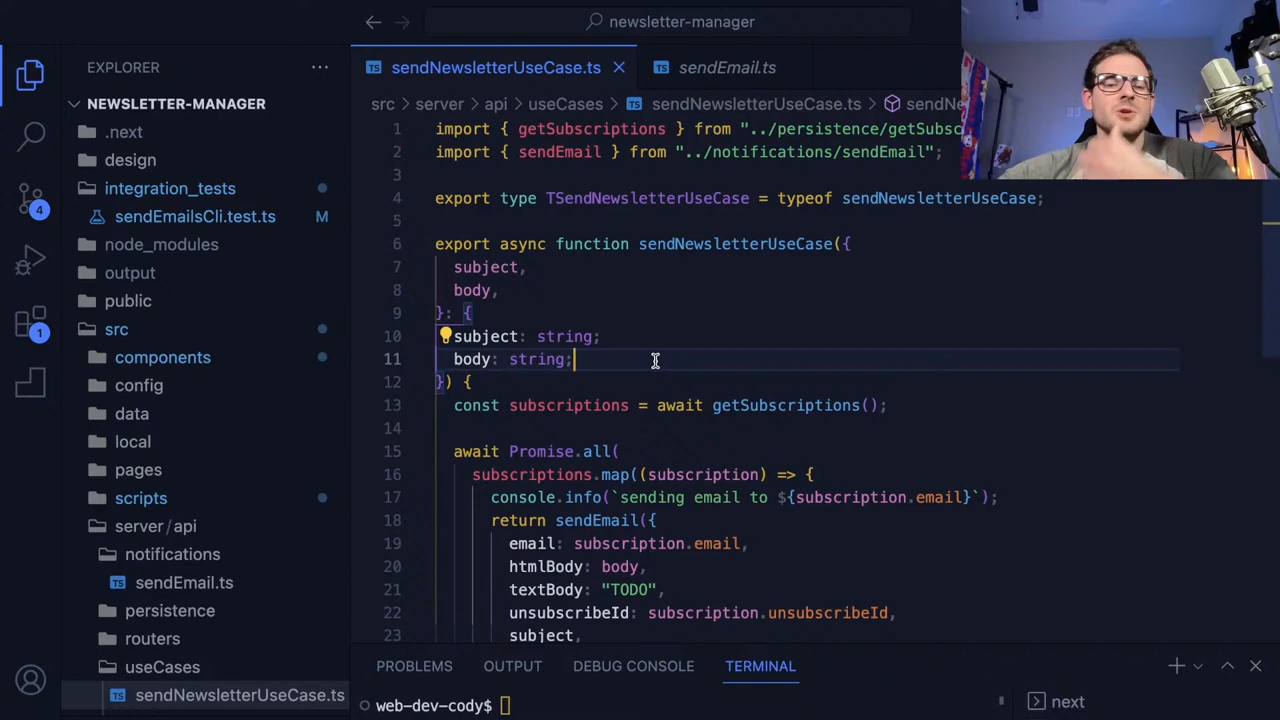 newsletter-manager
EXPLORER
NEWSLETTER-MANAGER
.next
design
integration_tests
sendEmailsCli.test.ts M
node_modules
output
public
src
components
config
data
local
pages
scripts
server/api
notifications
TS sendEmail.ts
persistence
routers
useCases
TS sendNewsletterUseCase.ts
4
1
TS sendNewsletterUseCase.ts
TS sendEmail.ts
src > server > api > useCases > TS sendNewsletterUseCase.ts > sendNe
1 import { getSubscriptions } from "../persistence/getSubsc
2 import { sendEmail } from "../notifications/sendEmail";
3
4 export type TSendNewsletterUseCase = typeof sendNewsletterUseCase;
5
6 export async function sendNewsletterUseCase({
7 subject,
8 body,
9 }: {
10 subject: string;
11 body: string;
12 }) {
13 const subscriptions = await getSubscriptions();
14
15 await Promise.all(
16 subscriptions.map((subscription) => {
17 console.info(`sending email to ${subscription.email}`);
18 return sendEmail({
19 email: subscription.email,
20 htmlBody: body,
21 textBody: "TODO",
22 unsubscribeId: subscription.unsubscribeId,
23 subject,
PROBLEMS OUTPUT DEBUG CONSOLE TERMINAL
web-dev-cody$
next